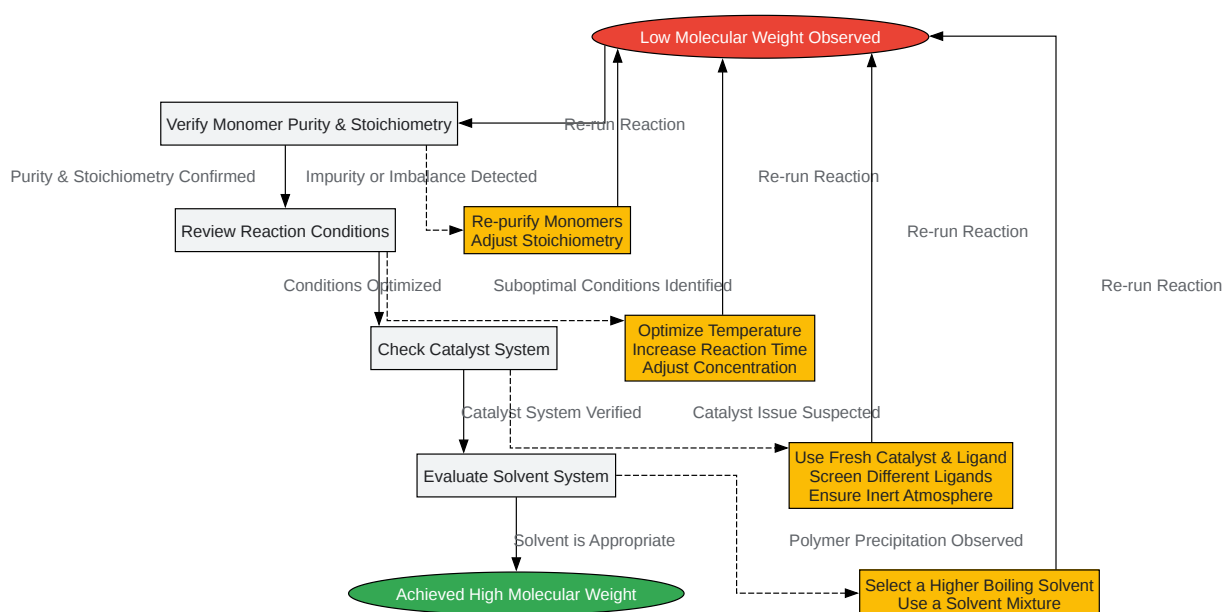 Low Molecular Weight Observed
Verify Monomer Purity & Stoichiometry
Re-run Reaction
Purity & Stoichiometry Confirmed
Impurity or Imbalance Detected
Re-run Reaction
Re-purify Monomers
Adjust Stoichiometry
Review Reaction Conditions
Re-run Reaction
Conditions Optimized
Suboptimal Conditions Identified
Re-run Reaction
Optimize Temperature
Increase Reaction Time
Adjust Concentration
Check Catalyst System
Catalyst System Verified
Catalyst Issue Suspected
Use Fresh Catalyst & Ligand
Screen Different Ligands
Ensure Inert Atmosphere
Evaluate Solvent System
Solvent is Appropriate
Polymer Precipitation Observed
Select a Higher Boiling Solvent
Use a Solvent Mixture
Achieved High Molecular Weight